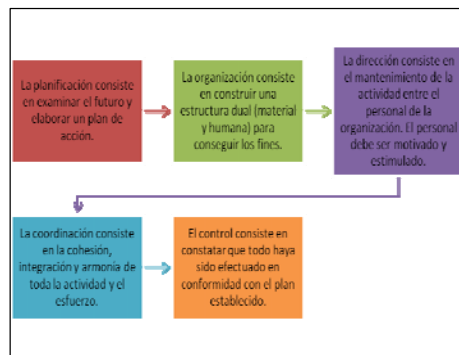 La planificación consiste
en examinar el futuro y
elaborar un plan de
acción.
La organización consiste
en construir una
estructura dual (material
y humana) para
conseguir los fines.
La dirección consiste en
en el mantenimiento de la
actividad entre el
personal de la
organización. El personal
debe ser motivado y
estimulado.
La coordinación consiste
en la cohesión,
integración y armonía de
toda la actividad y el
esfuerzo.
El control consiste en
constatar que todo haya
sido efectuado en
conformidad con el plan
establecido.